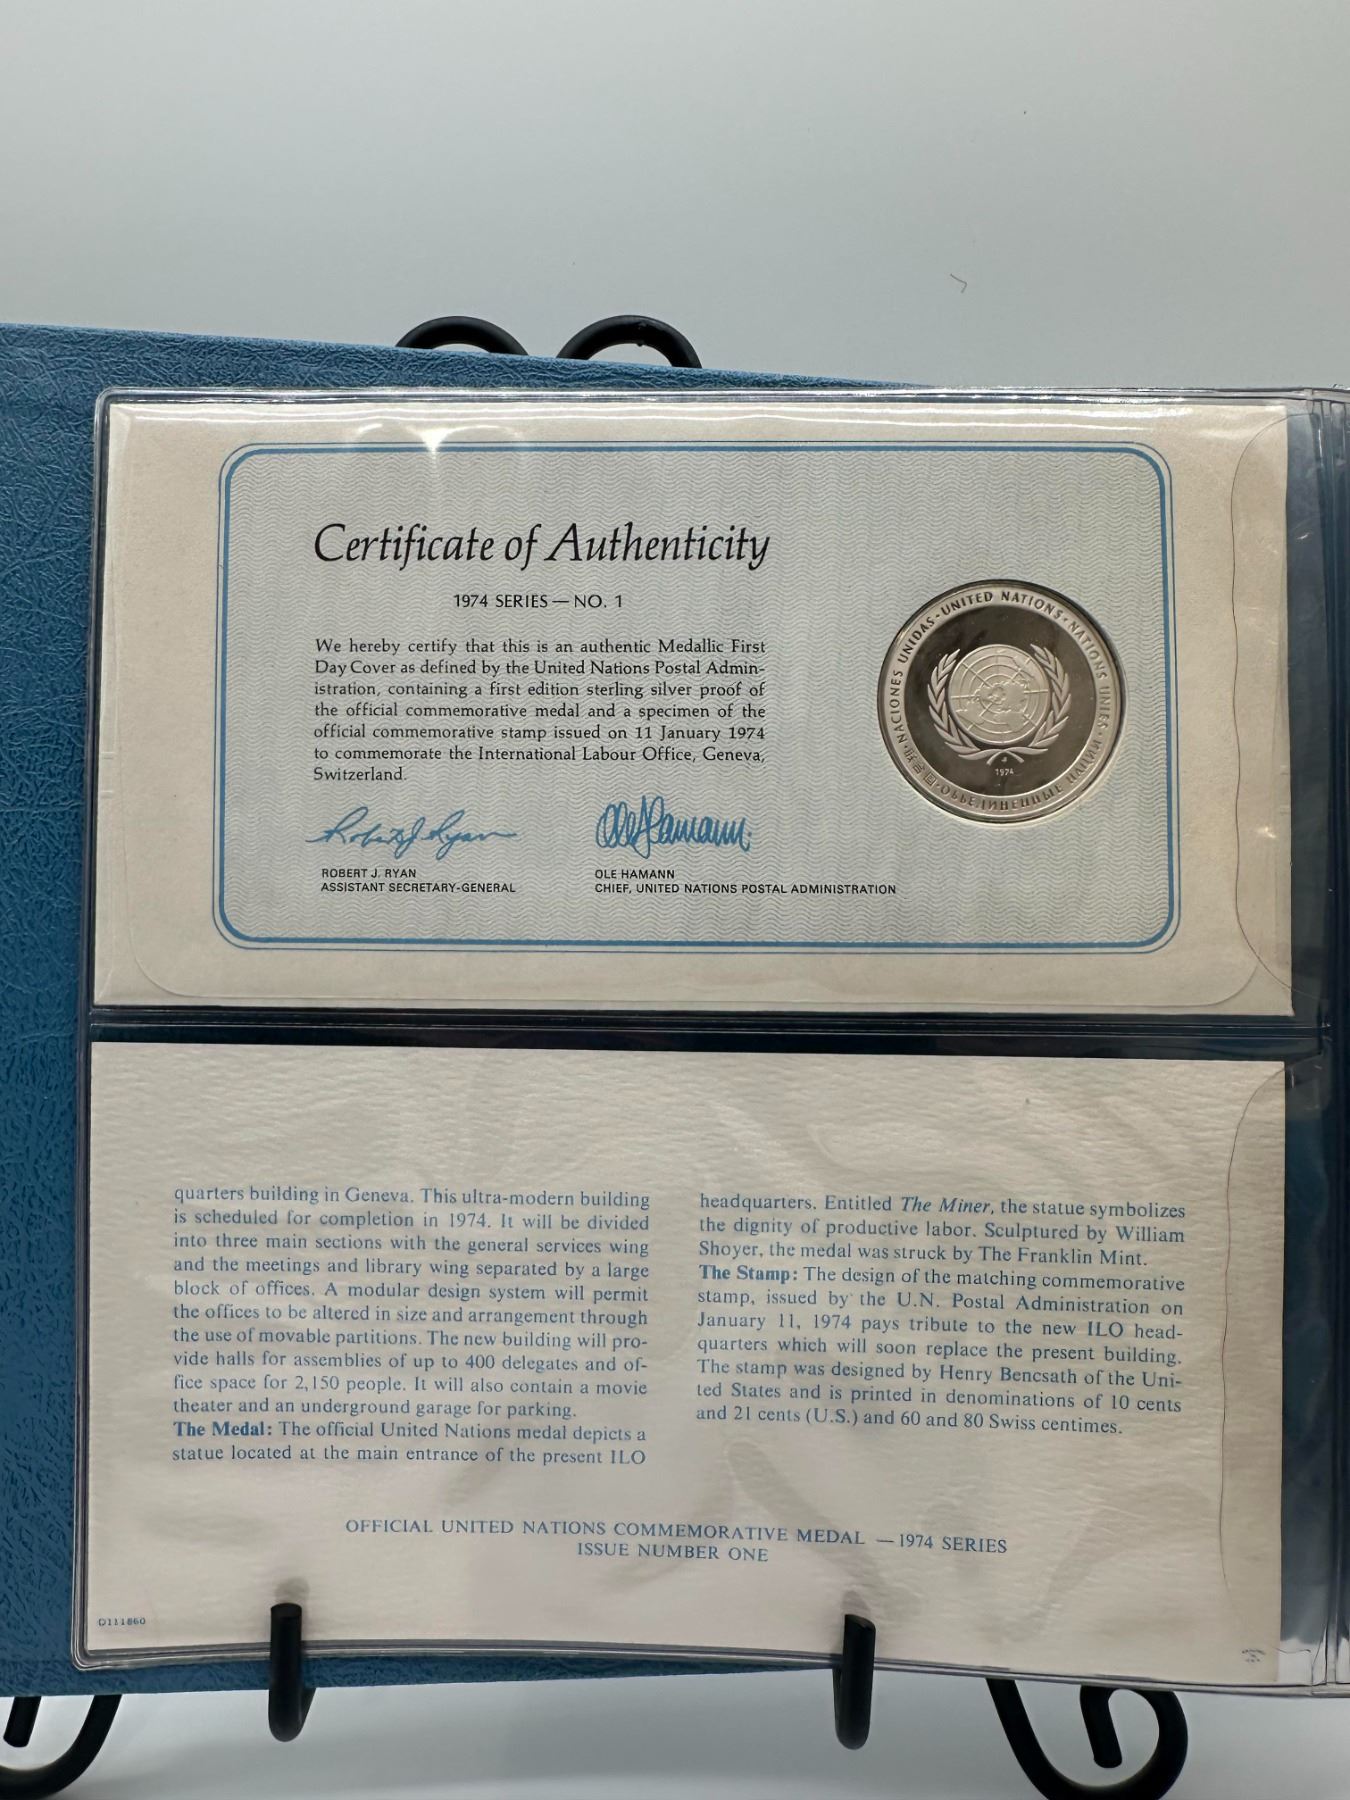 Certificate of Authenticity
1974 SERIES — NO. 1
We hereby certify that this is an authentic Medallic First
Day Cover as defined by the United Nations Postal Admin-
istration, containing a first edition sterling silver proof of
the official commemorative medal and a specimen of the
official commemorative stamp issued on 11 January 1974
to commemorate the International Labour Office, Geneva,
Switzerland.
Robert J. Ryan
Ole Hamann
ROBERT J. RYAN
ASSISTANT SECRETARY-GENERAL
OLE HAMANN
CHIEF, UNITED NATIONS POSTAL ADMINISTRATION
NACIONES UNIDAS · UNITED NATIONS · NATIONS UNIES · ОБЪЕДИНЕННЫЕ НАЦИИ · 联合国
1974
quarters building in Geneva. This ultra-modern building
is scheduled for completion in 1974. It will be divided
into three main sections with the general services wing
and the meetings and library wing separated by a large
block of offices. A modular design system will permit
the offices to be altered in size and arrangement through
the use of movable partitions. The new building will pro-
vide halls for assemblies of up to 400 delegates and of-
fice space for 2,150 people. It will also contain a movie
theater and an underground garage for parking.
The Medal: The official United Nations medal depicts a
statue located at the main entrance of the present ILO
headquarters. Entitled The Miner, the statue symbolizes
the dignity of productive labor. Sculptured by William
Shoyer, the medal was struck by The Franklin Mint.
The Stamp: The design of the matching commemorative
stamp, issued by the U.N. Postal Administration on
January 11, 1974 pays tribute to the new ILO head-
quarters which will soon replace the present building.
The stamp was designed by Henry Bencsath of the Uni-
ted States and is printed in denominations of 10 cents
and 21 cents (U.S.) and 60 and 80 Swiss centimes.
OFFICIAL UNITED NATIONS COMMEMORATIVE MEDAL — 1974 SERIES
ISSUE NUMBER ONE
D111860